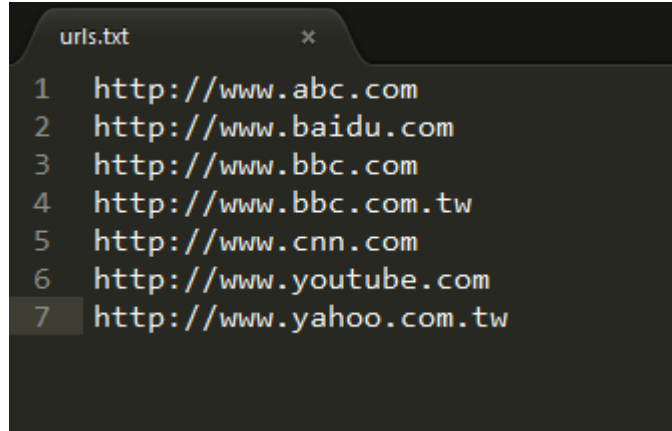 urls.txt ×
1 http://www.abc.com
2 http://www.baidu.com
3 http://www.bbc.com
4 http://www.bbc.com.tw
5 http://www.cnn.com
6 http://www.youtube.com
7 http://www.yahoo.com.tw